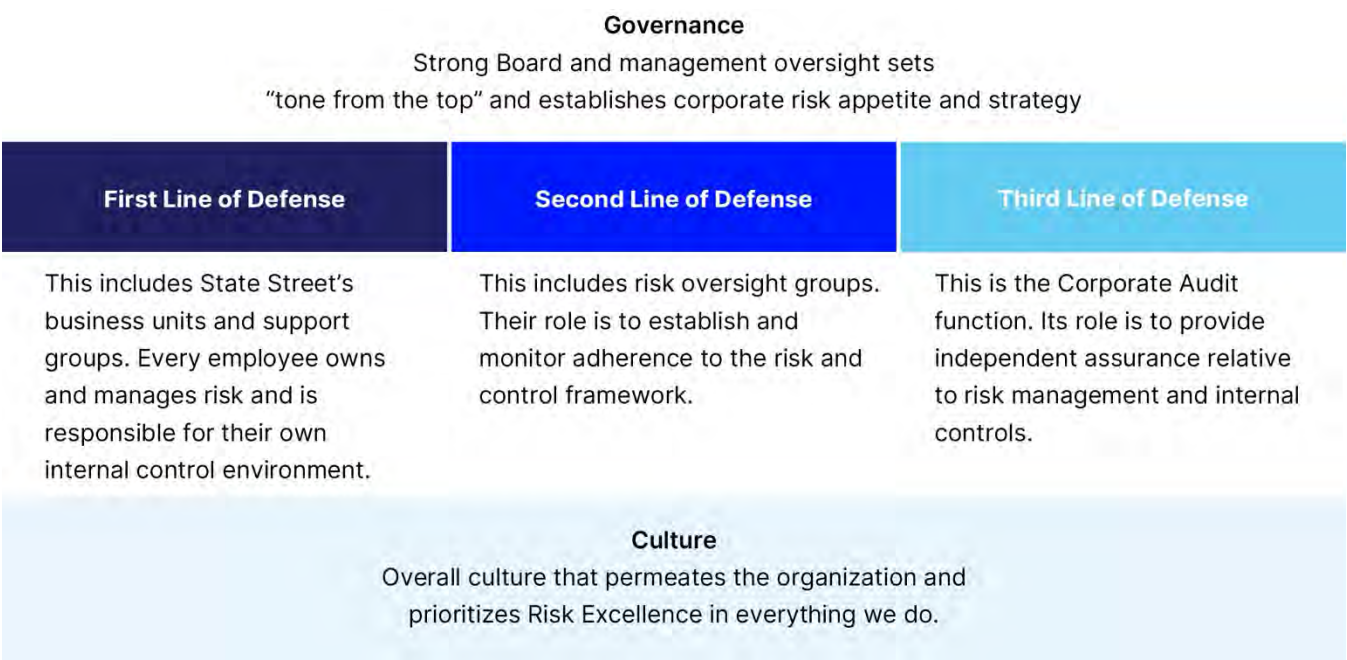 Governance
Strong Board and management oversight sets
“tone from the top” and establishes corporate risk appetite and strategy
First Line of Defense
Second Line of Defense
Third Line of Defense
This includes State Street’s
business units and support
groups. Every employee owns
and manages risk and is
responsible for their own
internal control environment.
This includes risk oversight groups.
Their role is to establish and
monitor adherence to the risk and
control framework.
This is the Corporate Audit
function. Its role is to provide
independent assurance relative
to risk management and internal
controls.
Culture
Overall culture that permeates the organization and
prioritizes Risk Excellence in everything we do.